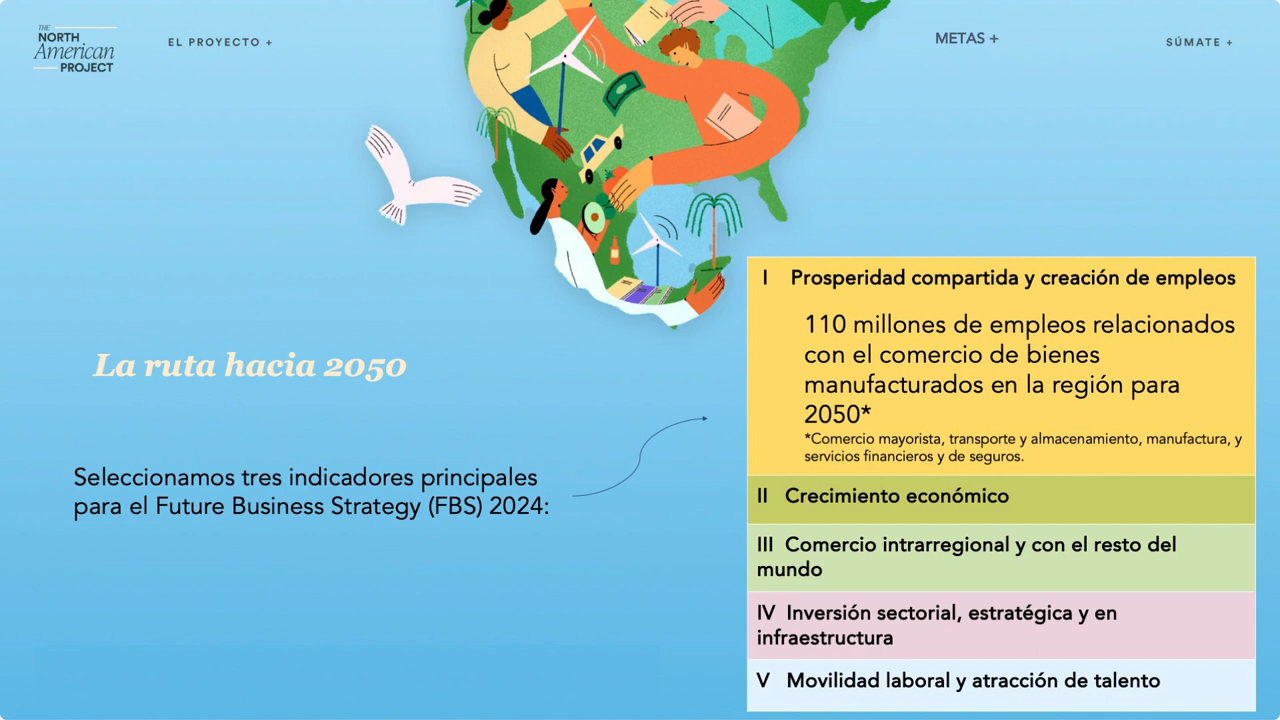 THE
NORTH
American
PROJECT
EL PROYECTO +
METAS +
SÚMATE +
La ruta hacia 2050
Seleccionamos tres indicadores principales
para el Future Business Strategy (FBS) 2024:
I Prosperidad compartida y creación de empleos
110 millones de empleos relacionados
con el comercio de bienes
manufacturados en la región para
2050*
*Comercio mayorista, transporte y almacenamiento, manufactura, y
servicios financieros y de seguros.
II Crecimiento económico
III Comercio intrarregional y con el resto del
mundo
IV Inversión sectorial, estratégica y en
infraestructura
V Movilidad laboral y atracción de talento